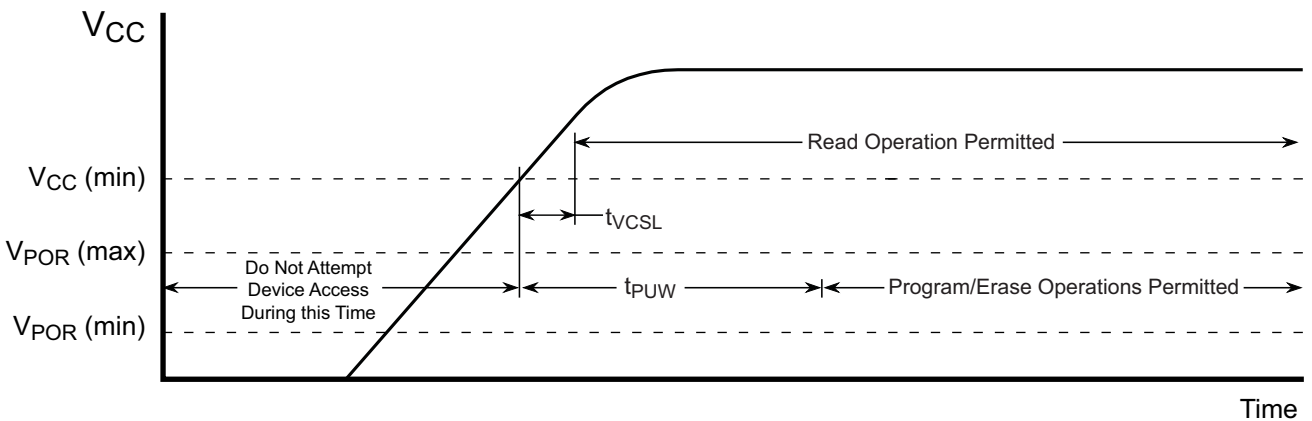 VCC
Read Operation Permitted
VCC (min)
tVCSL
VPOR (max)
Do Not Attempt
Device Access
During this Time
tPUW
Program/Erase Operations Permitted
VPOR (min)
Time